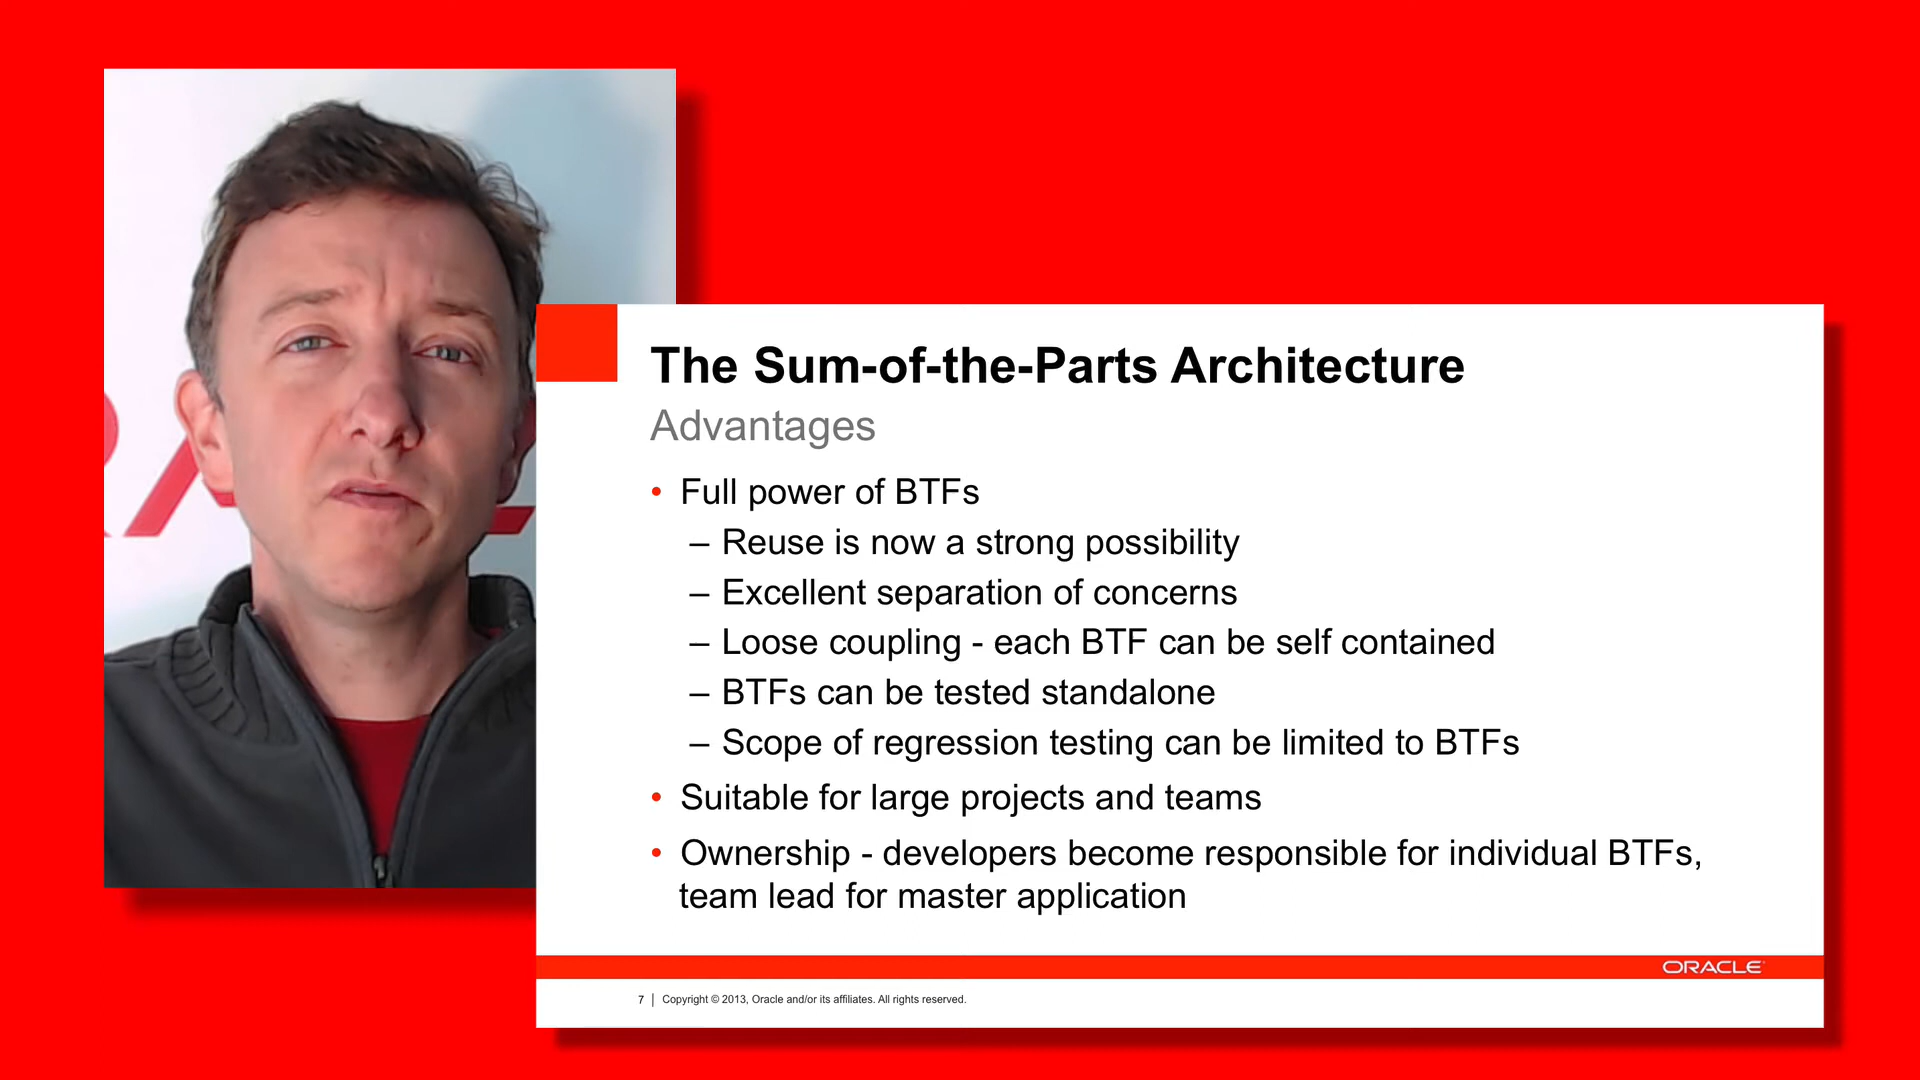 The Sum-of-the-Parts Architecture
Advantages
• Full power of BTFs
– Reuse is now a strong possibility
– Excellent separation of concerns
– Loose coupling - each BTF can be self contained
– BTFs can be tested standalone
– Scope of regression testing can be limited to BTFs
• Suitable for large projects and teams
• Ownership - developers become responsible for individual BTFs,
team lead for master application
ORACLE
7 | Copyright © 2013, Oracle and/or its affiliates. All rights reserved.